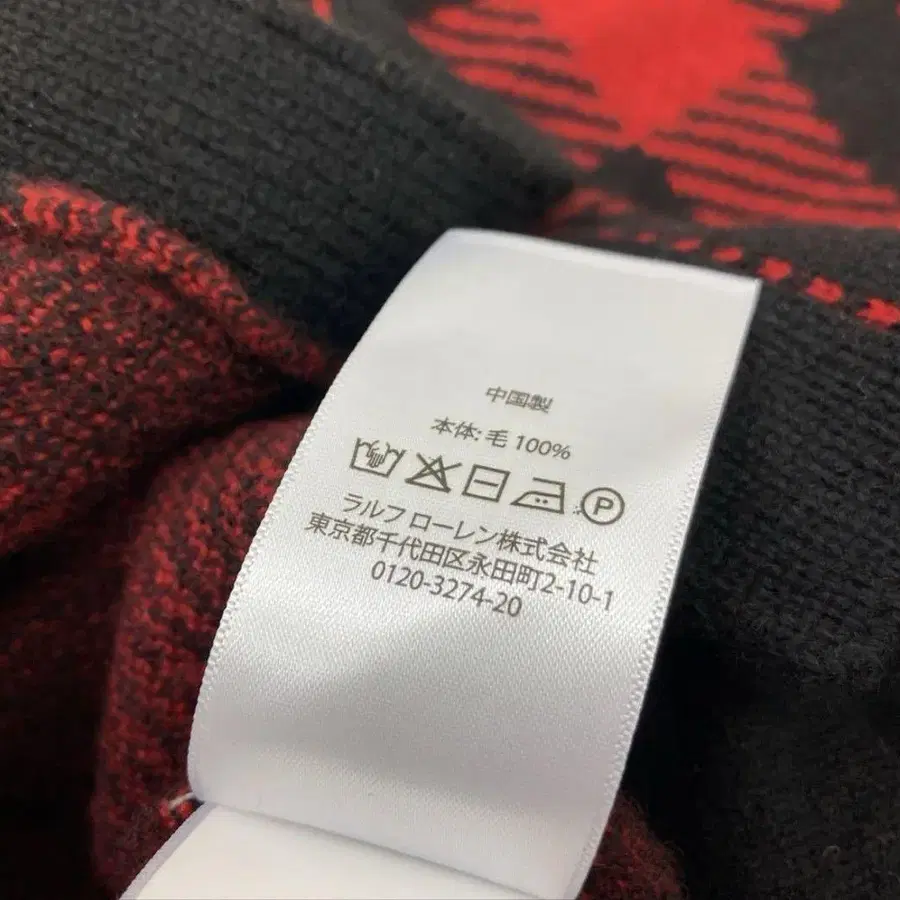 中国製
本体: 毛 100%
P
ラルフ ローレン株式会社
東京都千代田区永田町2-10-1
0120-3274-20